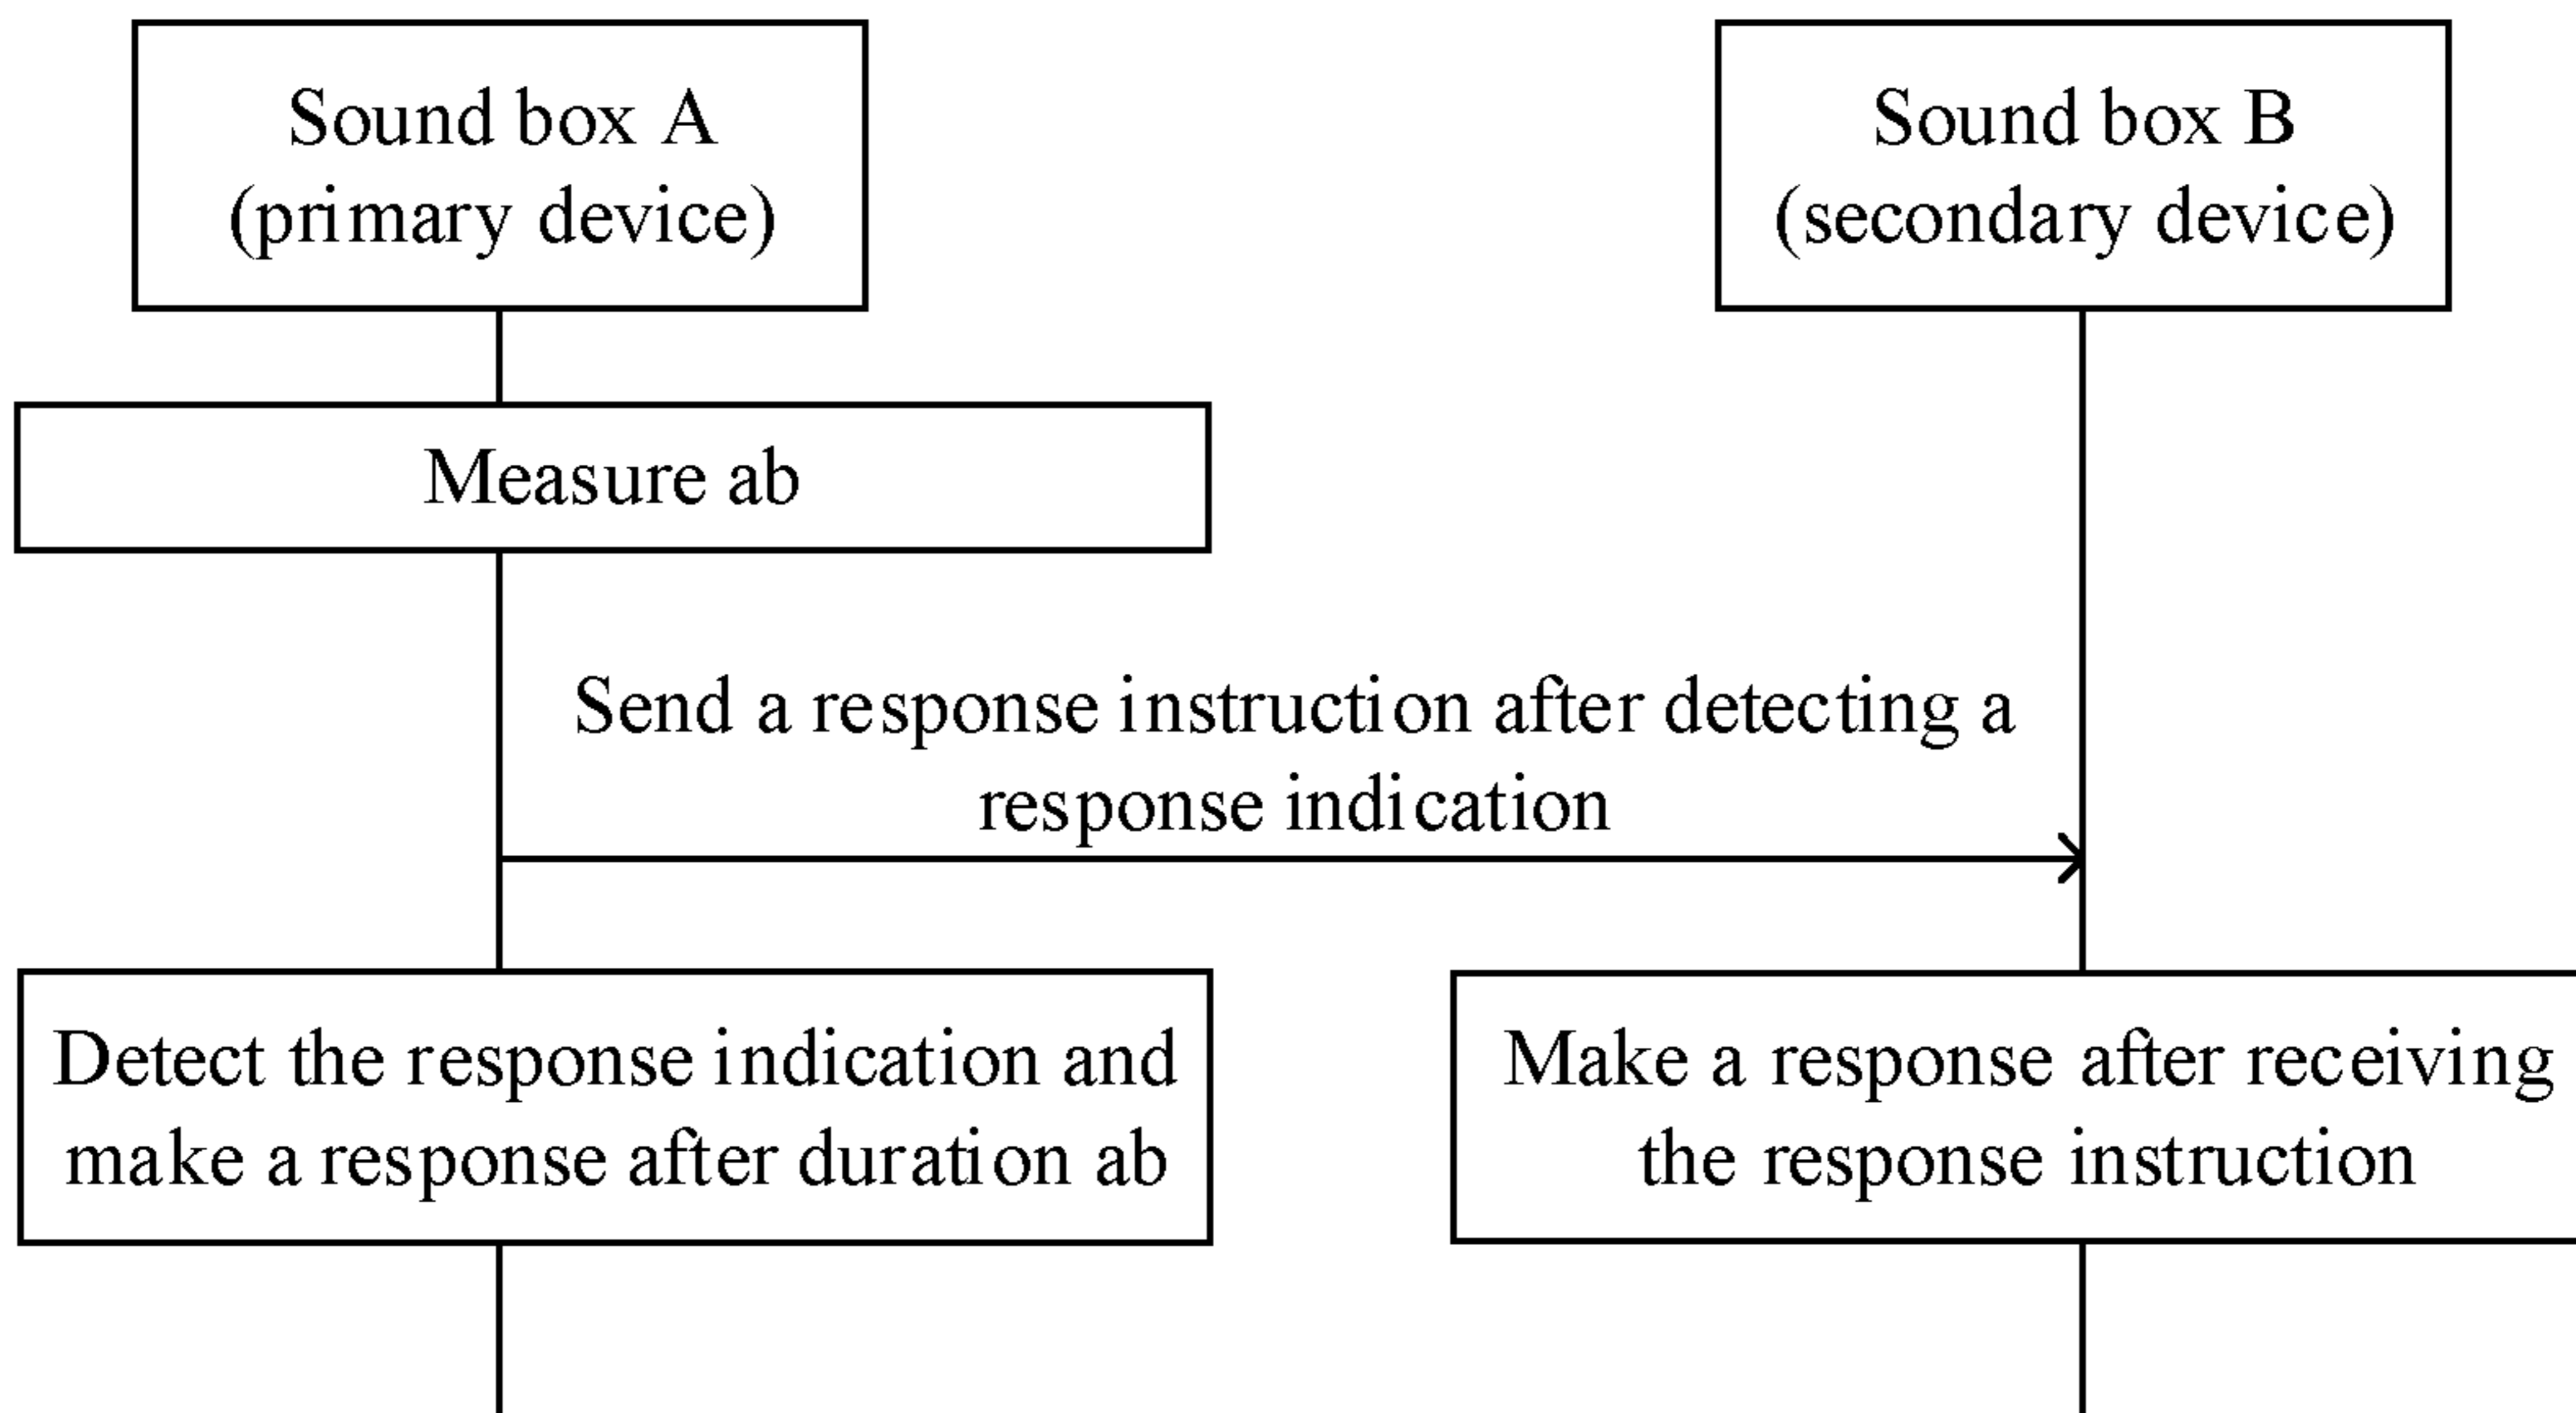 Sound box A
(primary device)
Sound box B
(secondary device)
Measure ab
Send a response instruction after detecting a
response indication
Detect the response indication and
make a response after duration ab
Make a response after receiving
the response instruction